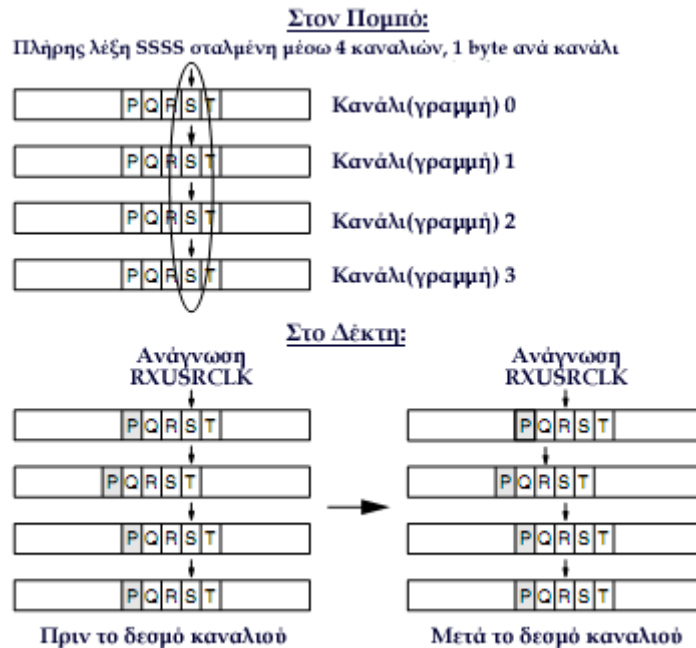 Στον Πομπό:
Πλήρης λέξη SSSS σταλμένη μέσω 4 καναλιών, 1 byte ανά κανάλι
P Q R S T Κανάλι(γραμμή) 0
P Q R S T Κανάλι(γραμμή) 1
P Q R S T Κανάλι(γραμμή) 2
P Q R S T Κανάλι(γραμμή) 3
Στο Δέκτη:
Ανάγνωση Ανάγνωση
RXUSRCLK RXUSRCLK
P Q R S T P Q R S T
P Q R S T P Q R S T
P Q R S T P Q R S T
P Q R S T P Q R S T
Πριν το δεσμό καναλιού Μετά το δεσμό καναλιού